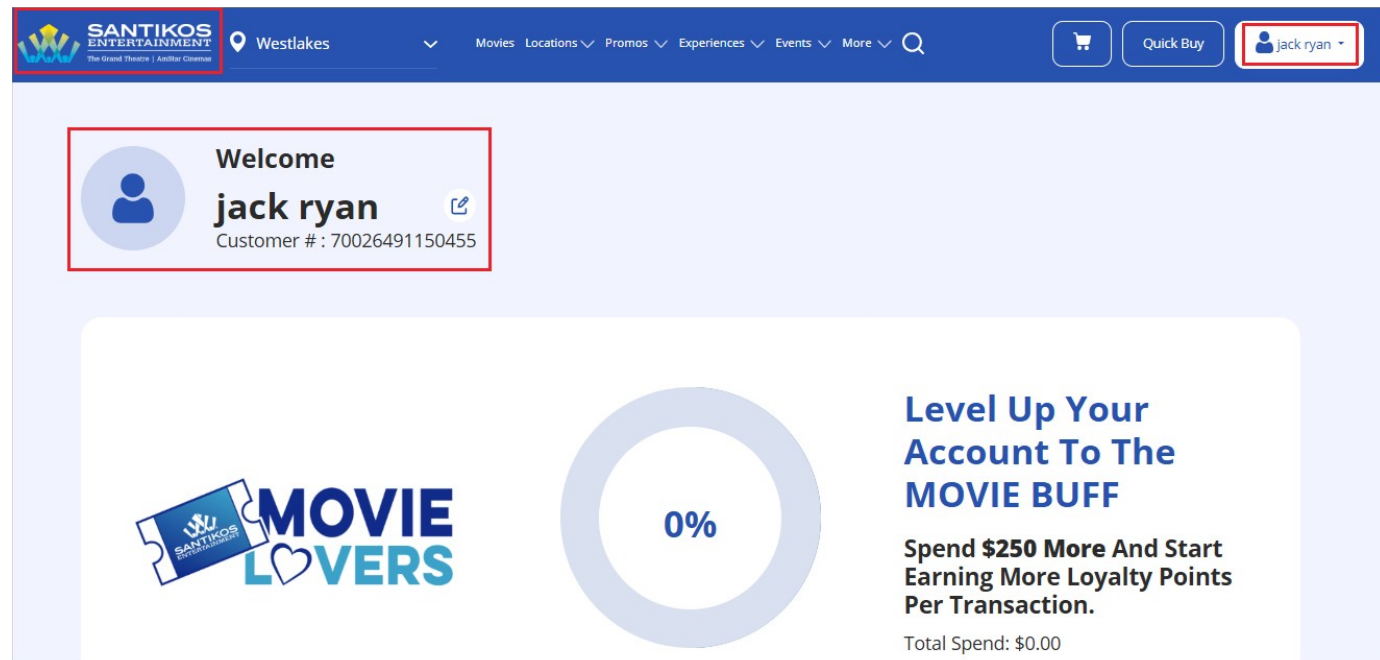 SANTIKOS
ENTERTAINMENT
The Grand Theatre | AmStar Cinemas
Westlakes
Movies Locations Promos Experiences Events More
Quick Buy
jack ryan
Welcome
jack ryan
Customer # : 70026491150455
SANTIKOS
ENTERTAINMENT
MOVIE
LOVERS
0%
Level Up Your
Account To The
MOVIE BUFF
Spend $250 More And Start
Earning More Loyalty Points
Per Transaction.
Total Spend: $0.00